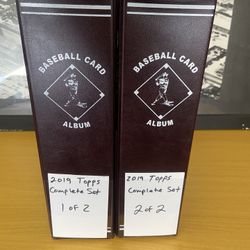 BASEBALL CARD
ALBUM
2019 Topps
Complete Set
1 of 2
BASEBALL CARD
ALBUM
2019 Topps
Complete Set
2 of 2